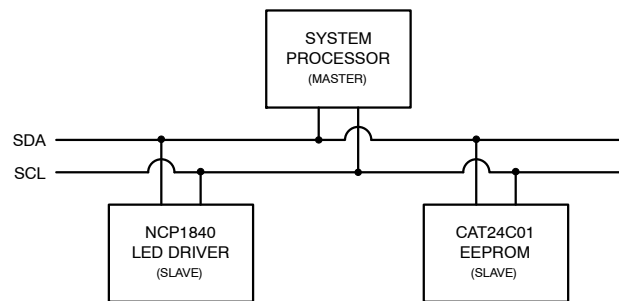 SYSTEM
PROCESSOR
(MASTER)
SDA
SCL
NCP1840
LED DRIVER
(SLAVE)
CAT24C01
EEPROM
(SLAVE)